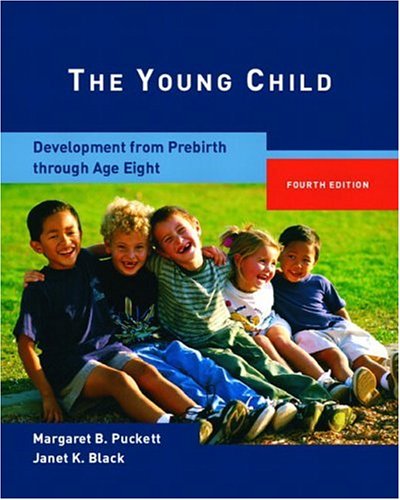 THE YOUNG CHILD
Development from Prebirth
through Age Eight
FOURTH EDITION
Margaret B. Puckett
Janet K. Black